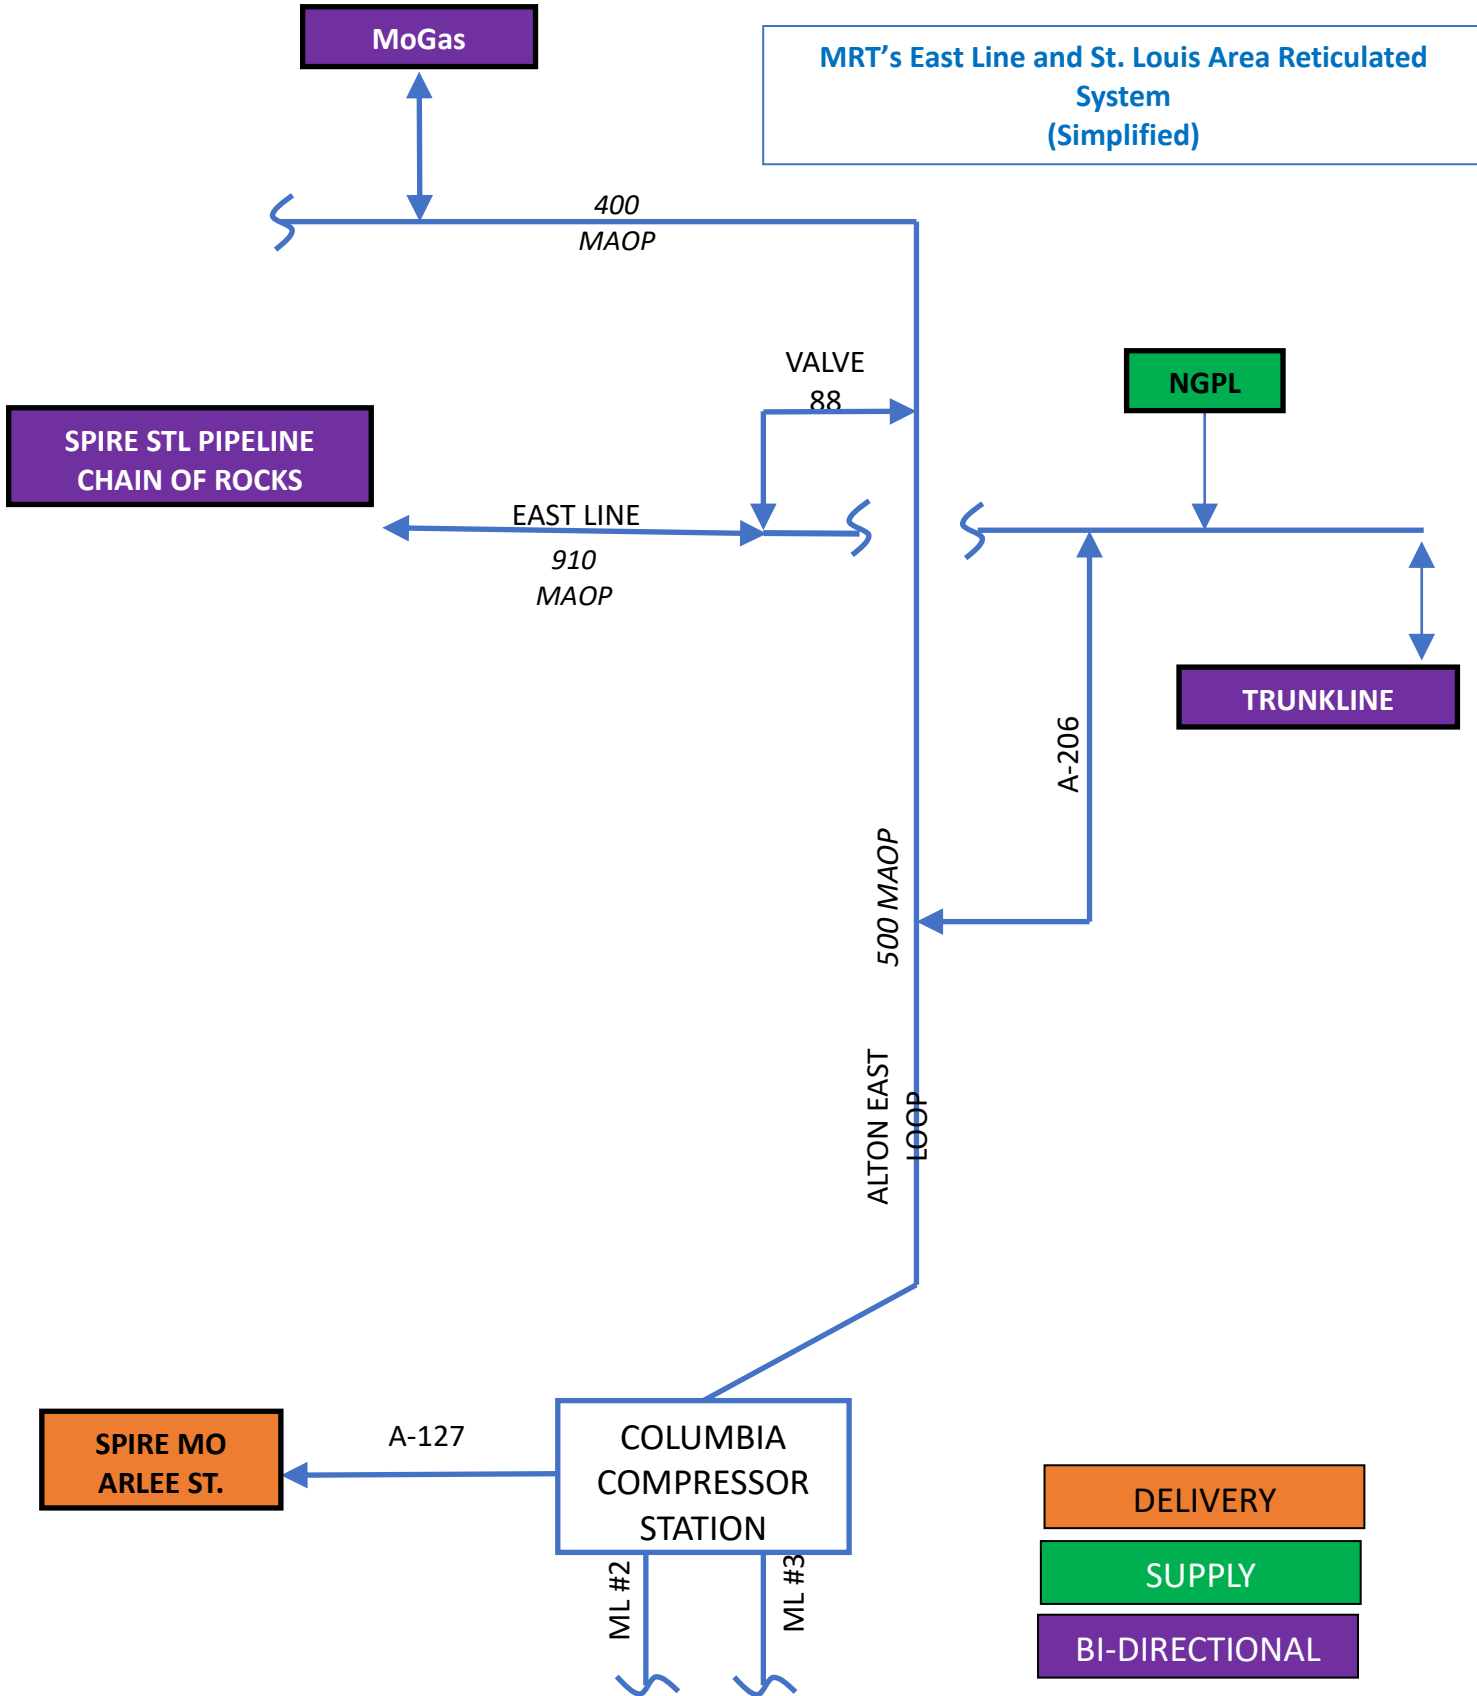 MoGas
MRT’s East Line and St. Louis Area Reticulated
System
(Simplified)
400
MAOP
VALVE
88
NGPL
SPIRE STL PIPELINE
CHAIN OF ROCKS
EAST LINE
910
MAOP
TRUNKLINE
A-206
500 MAOP
ALTON EAST
LOOP
SPIRE MO
ARLEE ST.
A-127
COLUMBIA
COMPRESSOR
STATION
ML #2
ML #3
DELIVERY
SUPPLY
BI-DIRECTIONAL